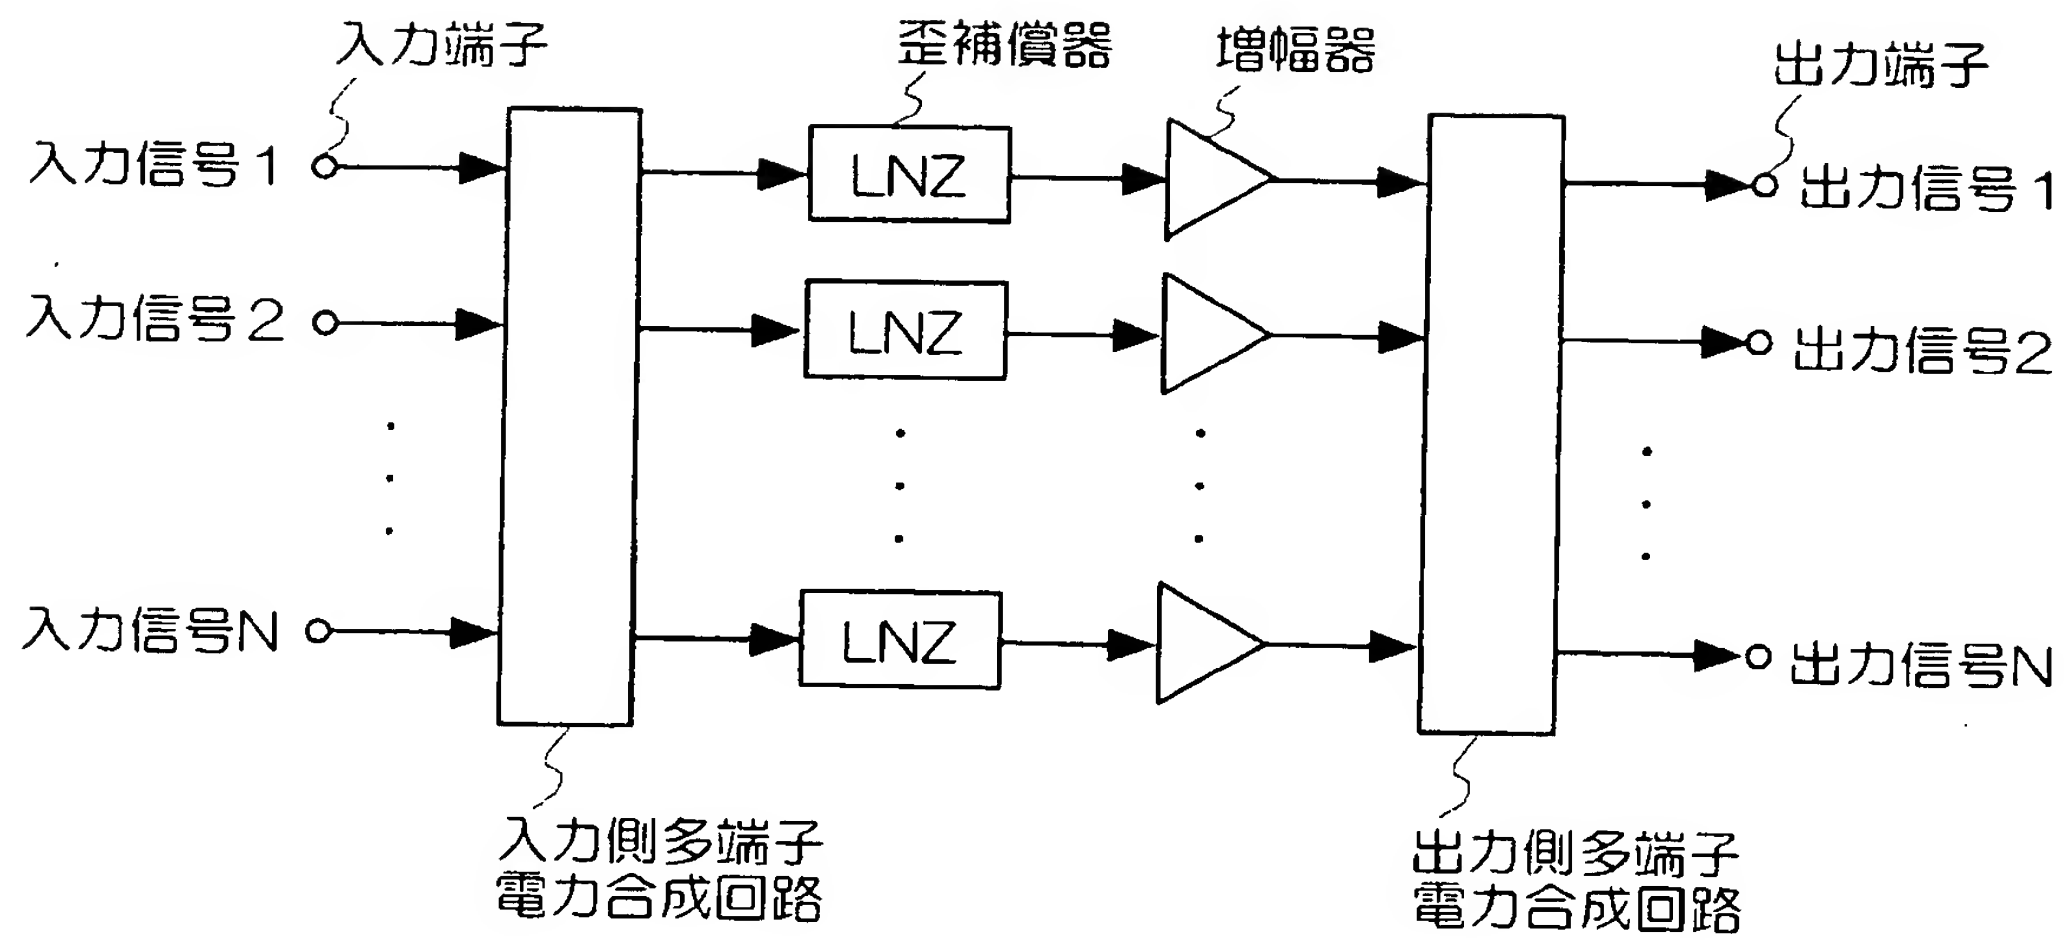 入力端子
歪補償器
増幅器
出力端子
入力信号1
LNZ
出力信号1
入力信号2
LNZ
出力信号2
入力信号N
LNZ
出力信号N
入力側多端子
電力合成回路
出力側多端子
電力合成回路